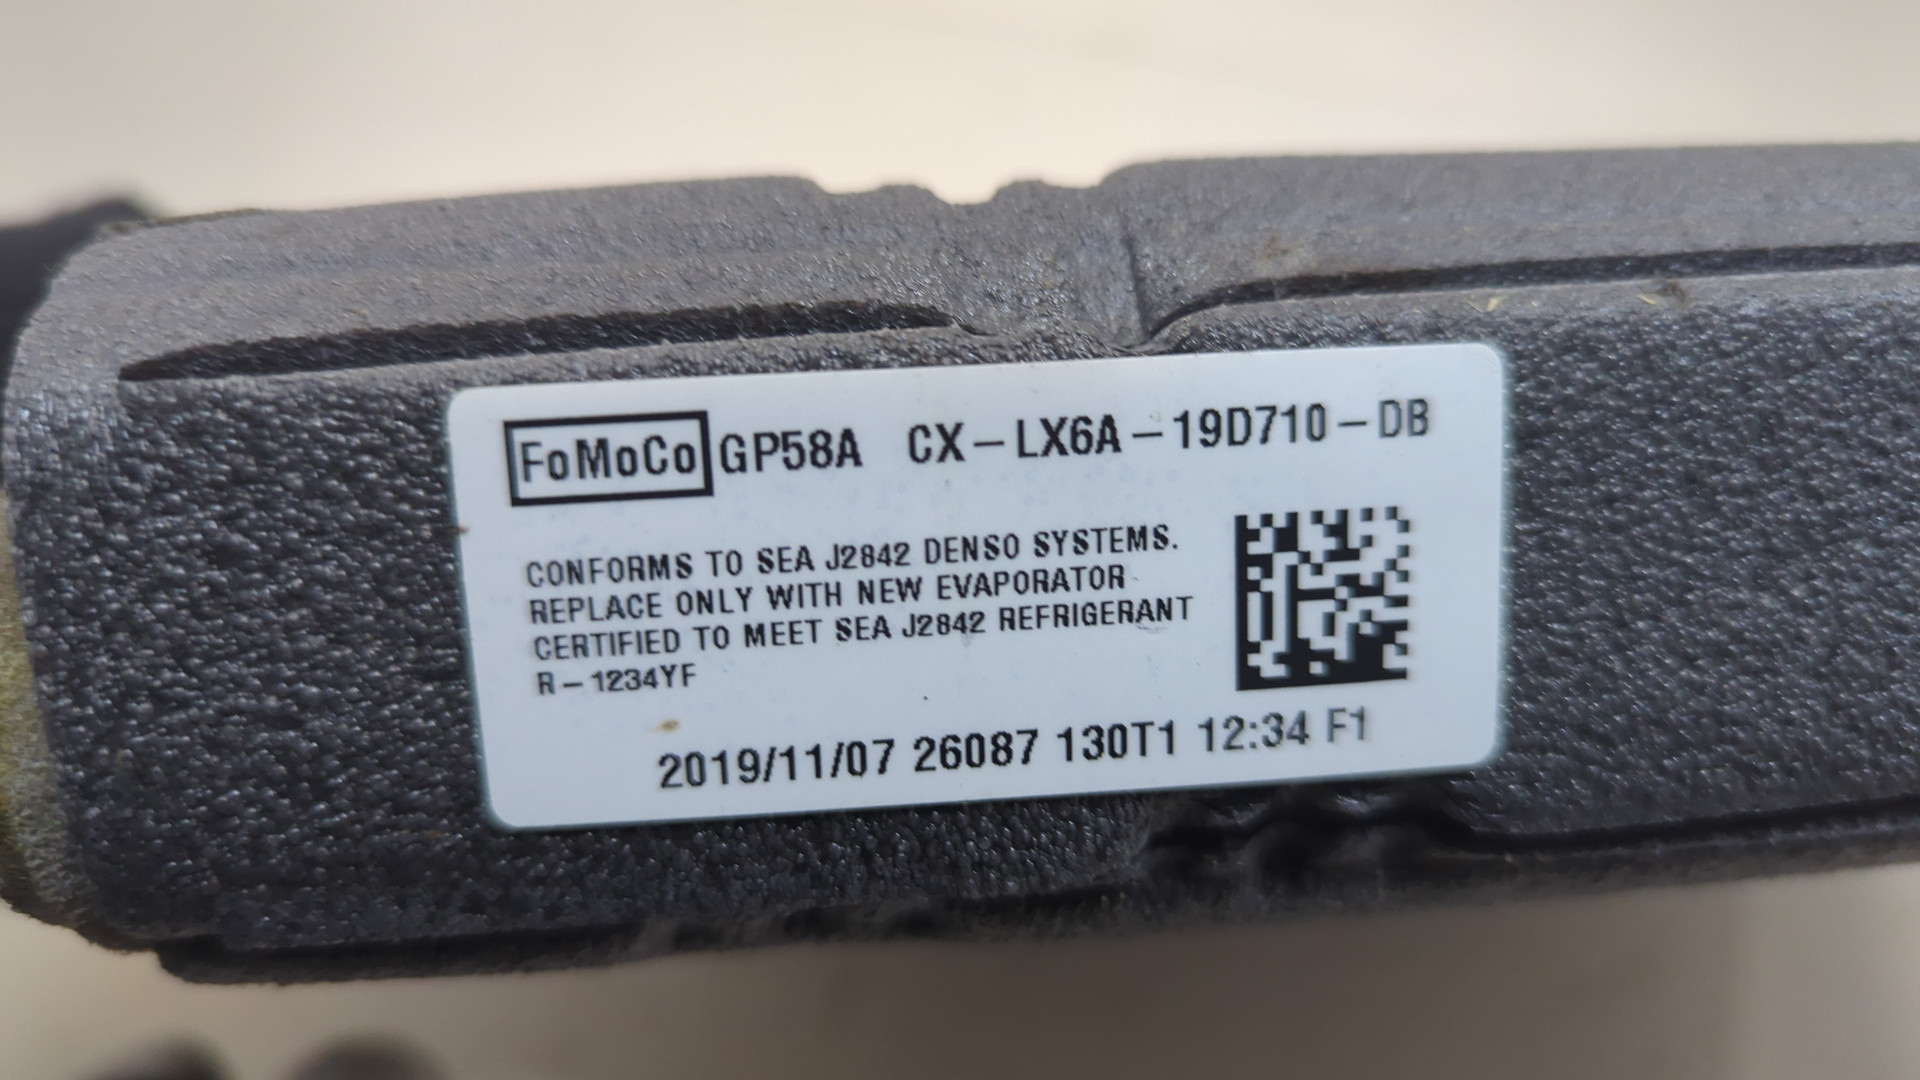 FoMoCo GP58A CX-LX6A-19D710-DB
CONFORMS TO SEA J2842 DENSO SYSTEMS.
REPLACE ONLY WITH NEW EVAPORATOR
CERTIFIED TO MEET SEA J2842 REFRIGERANT
R-1234YF
2019/11/07 26087 130T1 12:34 F1